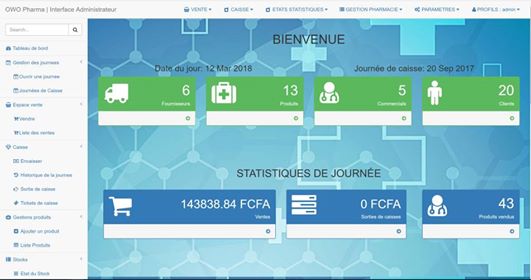 OWO Pharma | Interface Administrateur
VENTE
CAISSE
ETATS STATISTIQUES
GESTION PHARMACIE
PARAMETRES
PROFILS : admin
Search...
Tableau de bord
Gestion des journees
Ouvrir une journee
Journées de Caisse
Espace vente
Vendre
Liste des ventes
Caisse
Encaisser
Historique de la journee
Sortie de caisse
Tickets de caisse
Gestion produits
Ajouter un produit
Liste Produits
Stocks
Etat du Stock
BIENVENUE
Date du jour: 12 Mar 2018
Journée de caisse: 20 Sep 2017
6
Fournisseurs
13
Produits
5
Commercials
20
Clients
STATISTIQUES DE JOURNÉE
143838.84 FCFA
Ventes
0 FCFA
Sorties de caisses
43
Produits vendus